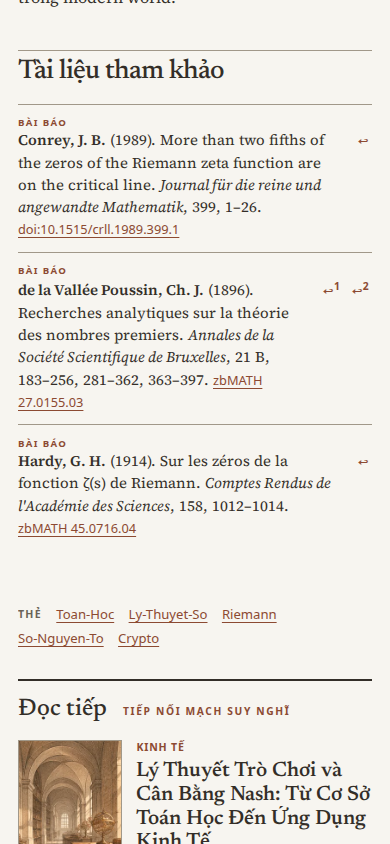 trong modern world.
Tài liệu tham khảo
BÀI BÁO
Conrey, J. B. (1989). More than two fifths of ↩
the zeros of the Riemann zeta function are
on the critical line. Journal für die reine und
angewandte Mathematik, 399, 1–26.
doi:10.1515/crll.1989.399.1
BÀI BÁO
de la Vallée Poussin, Ch. J. (1896). ↩1 ↩2
Recherches analytiques sur la théorie
des nombres premiers. Annales de la
Société Scientifique de Bruxelles, 21 B,
183–256, 281–362, 363–397. zbMATH
27.0155.03
BÀI BÁO
Hardy, G. H. (1914). Sur les zéros de la ↩
fonction ζ(s) de Riemann. Comptes Rendus de
l'Académie des Sciences, 158, 1012–1014.
zbMATH 45.0716.04
THẺ Toan-Hoc Ly-Thuyet-So Riemann
So-Nguyen-To Crypto
Đọc tiếp TIẾP NỐI MẠCH SUY NGHĨ
KINH TẾ
Lý Thuyết Trò Chơi và
Cân Bằng Nash: Từ Cơ Sở
Toán Học Đến Ứng Dụng
Kinh Tế